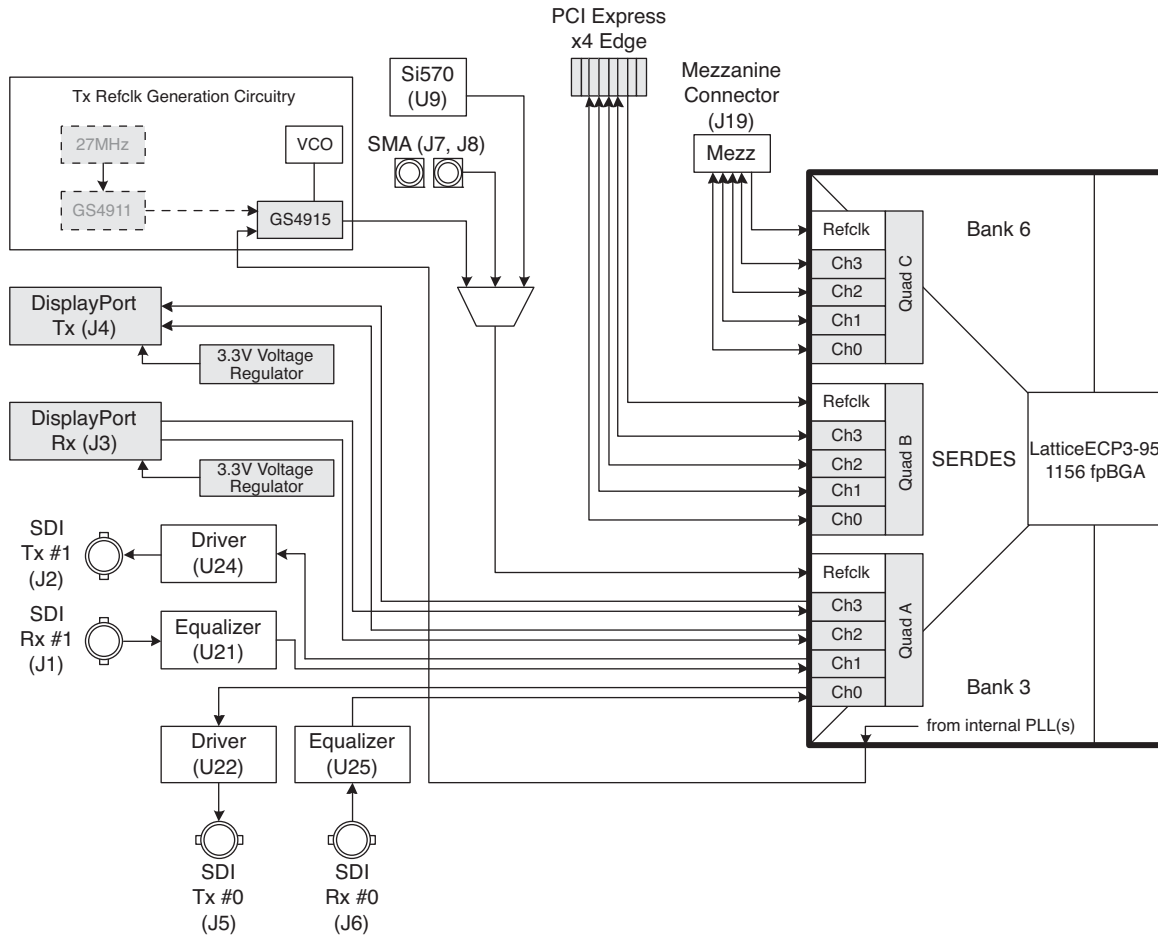 PCI Express
x4 Edge
Si570
(U9)
Mezzanine
Connector
(J19)
Mezz
Tx Refclk Generation Circuitry
27MHz
VCO
GS4911
GS4915
SMA (J7, J8)
DisplayPort
Tx (J4)
3.3V Voltage
Regulator
DisplayPort
Rx (J3)
3.3V Voltage
Regulator
SDI
Tx #1
(J2)
Driver
(U24)
SDI
Rx #1
(J1)
Equalizer
(U21)
Driver
(U22)
Equalizer
(U25)
SDI
Tx #0
(J5)
SDI
Rx #0
(J6)
Refclk
Ch3
Ch2
Ch1
Ch0
Quad C
Bank 6
Refclk
Ch3
Ch2
Ch1
Ch0
Quad B
SERDES
LatticeECP3-95
1156 fpBGA
Refclk
Ch3
Ch2
Ch1
Ch0
Quad A
Bank 3
from internal PLL(s)